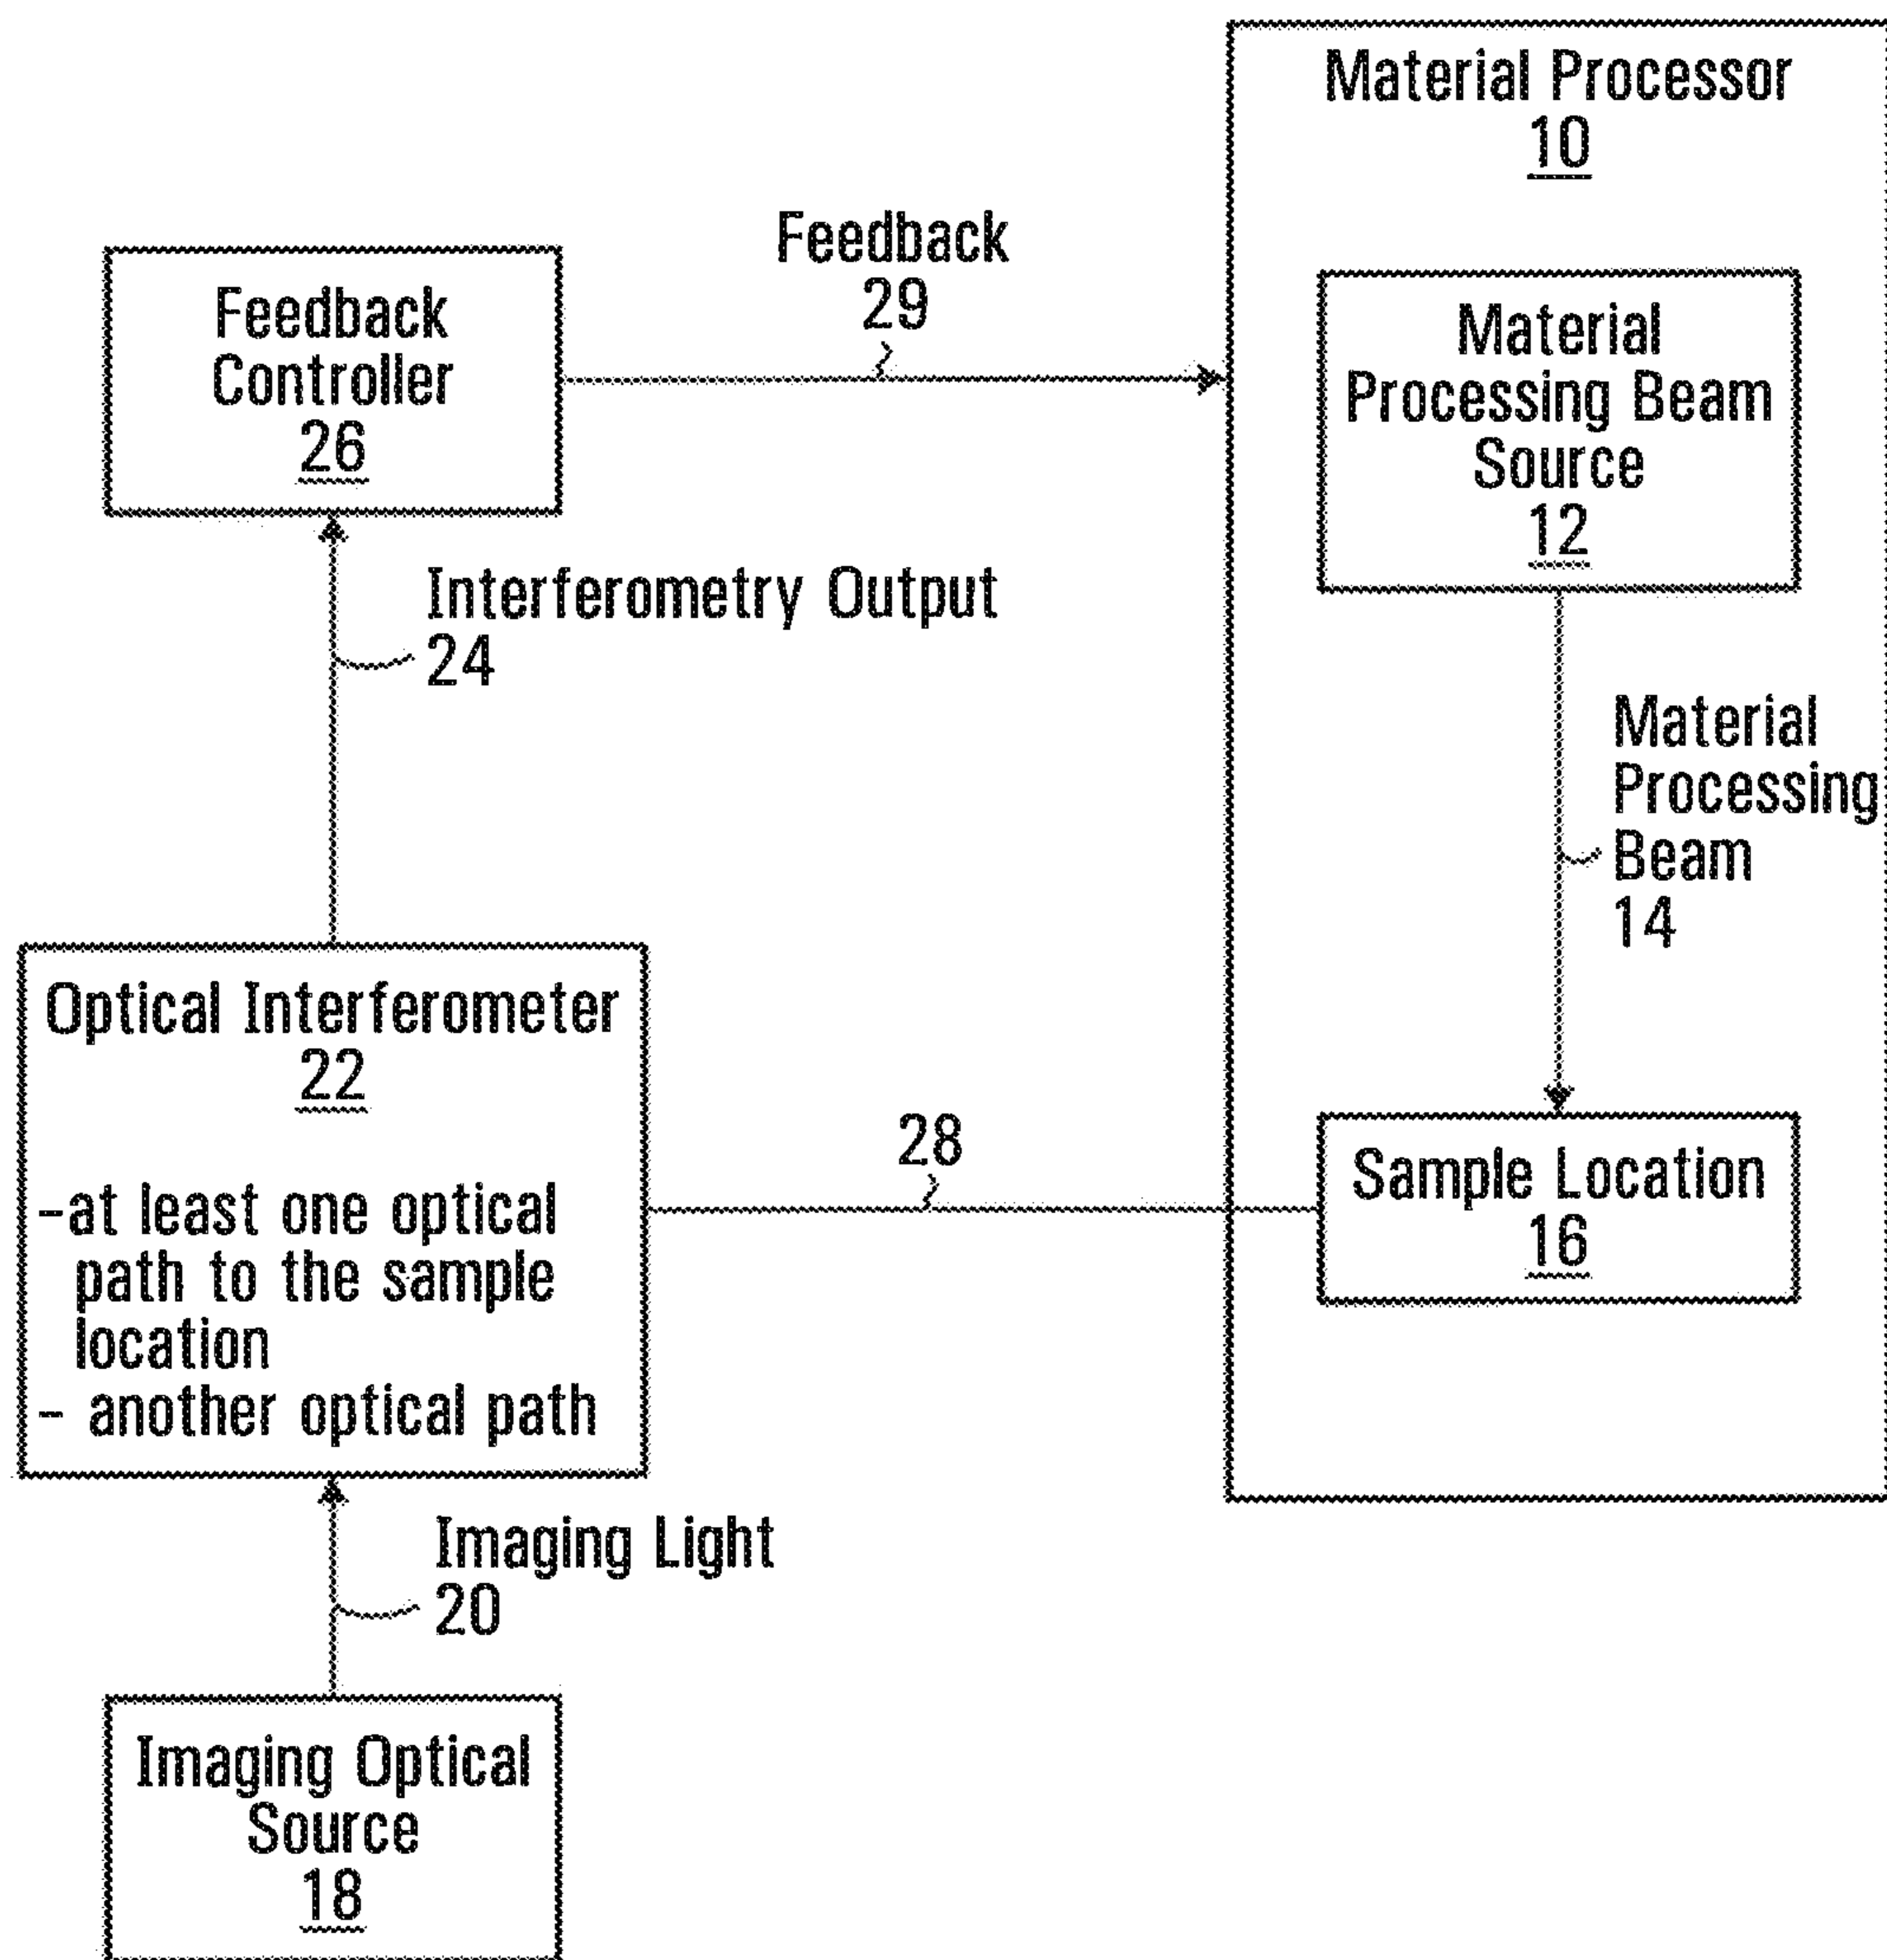 Material Processor
10
Feedback
29
Feedback
Controller
26
Material
Processing Beam
Source
12
Interferometry Output
24
Material
Processing
Beam
14
Optical Interferometer
22
-at least one optical
path to the sample
location
- another optical path
28
Sample Location
16
Imaging Light
20
Imaging Optical
Source
18